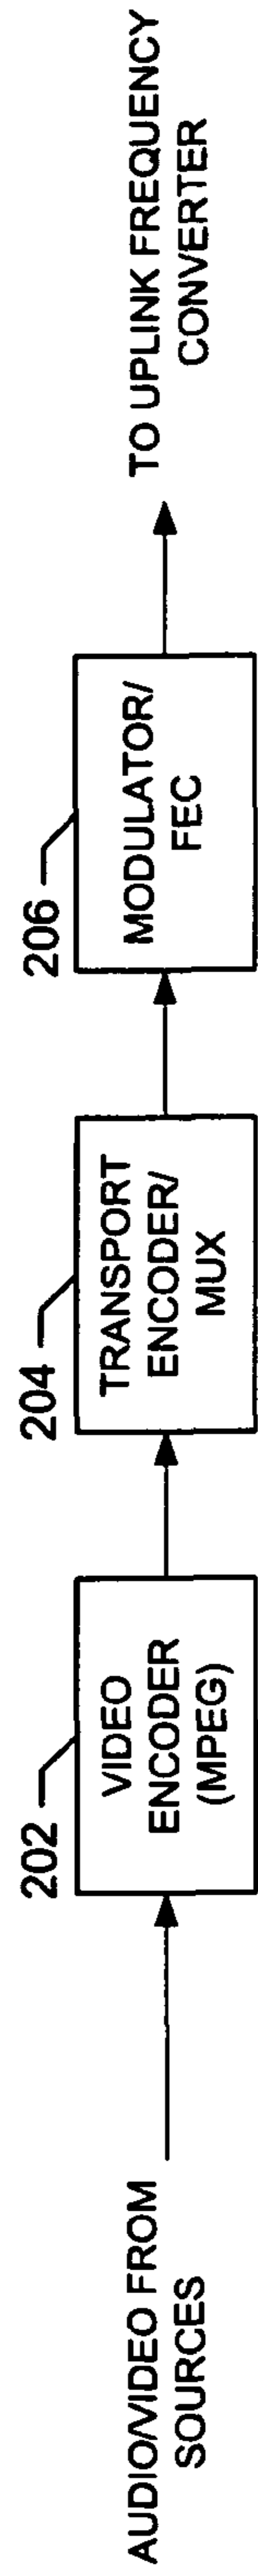 AUDIO/VIDEO FROM
SOURCES
202
VIDEO
ENCODER
(MPEG)
204
TRANSPORT
ENCODER/
MUX
206
MODULATOR/
FEC
TO UPLINK FREQUENCY
CONVERTER